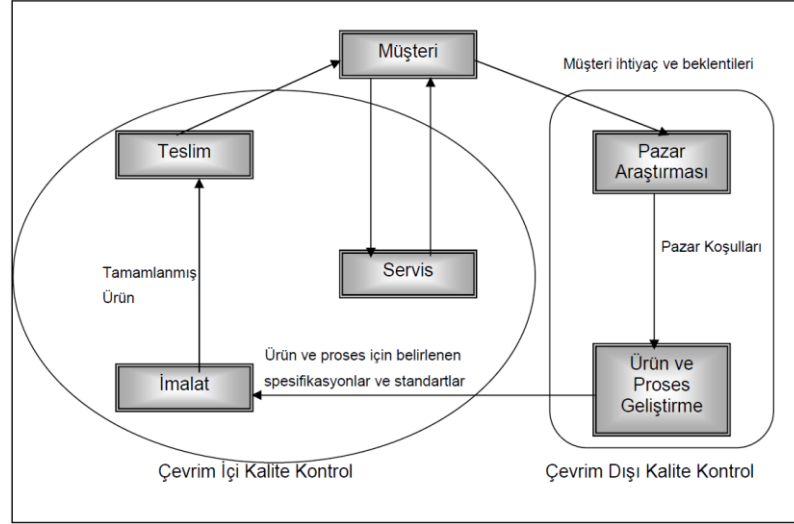 Müşteri
Müşteri ihtiyaç ve beklentileri
Teslim
Pazar
Araştırması
Servis
Pazar Koşulları
Tamamlanmış
Ürün
İmalat
Ürün ve proses için belirlenen
spesifikasyonlar ve standartlar
Ürün ve
Proses
Geliştirme
Çevrim İçi Kalite Kontrol
Çevrim Dışı Kalite Kontrol